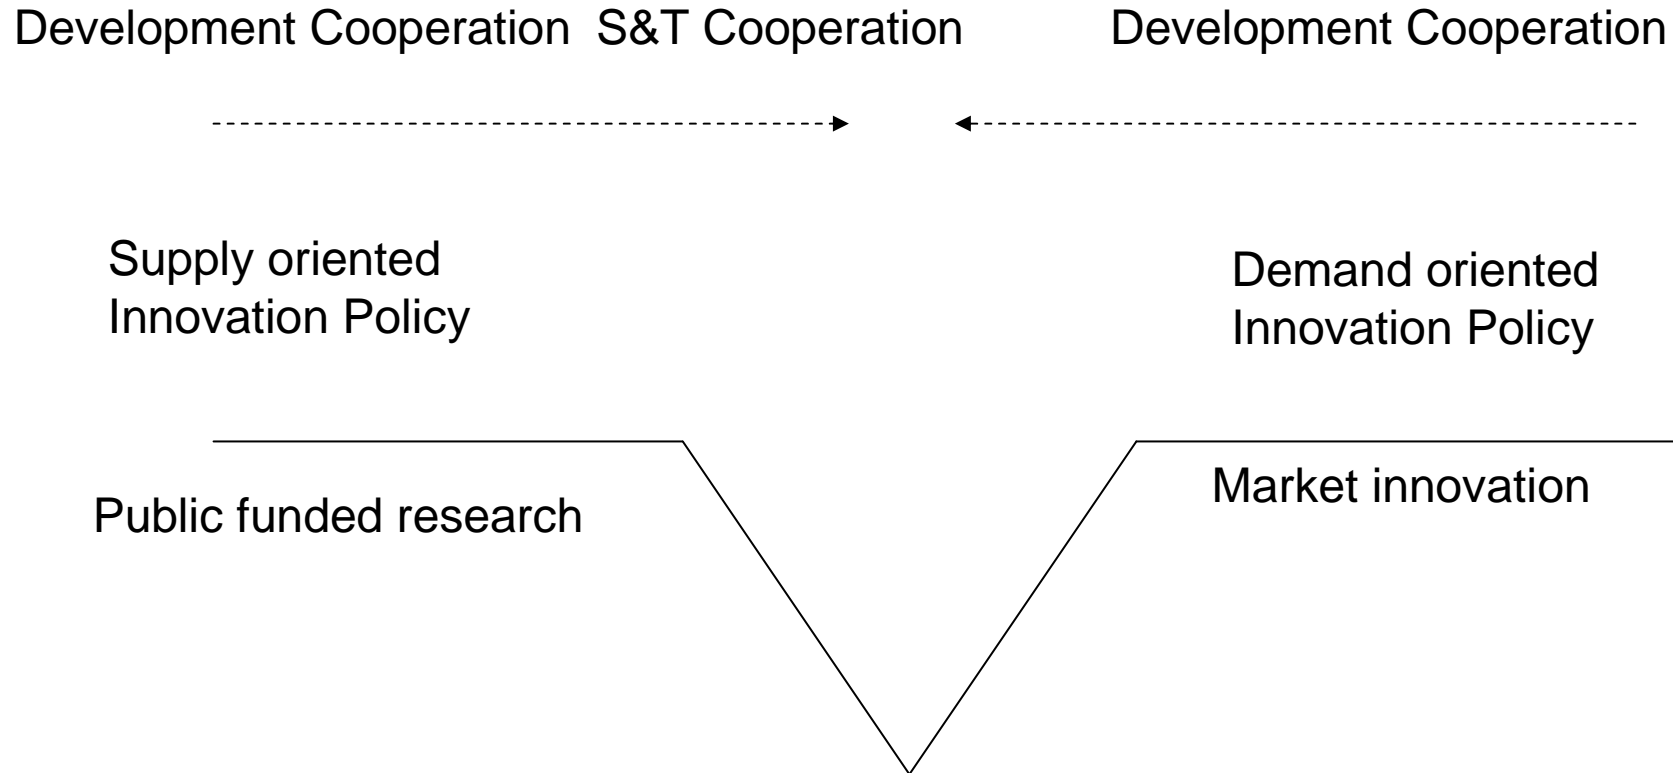 Development Cooperation S&T Cooperation Development Cooperation
Supply oriented
Innovation Policy
Demand oriented
Innovation Policy
Public funded research
Market innovation